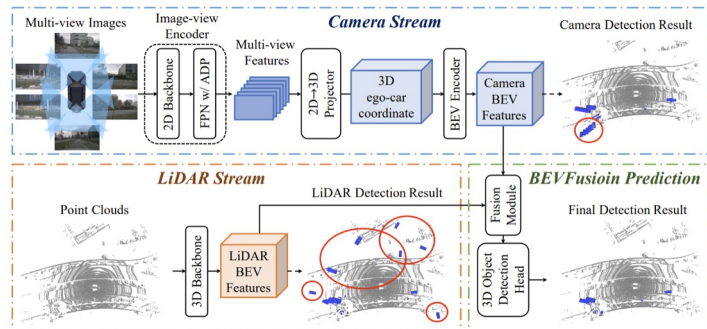 Camera Stream
Multi-view Images
Image-view
Encoder
2D Backbone
FPN w/ ADP
Multi-view
Features
2D→3D
Projector
3D
ego-car
coordinate
BEV Encoder
Camera
BEV
Features
Camera Detection Result
LiDAR Stream
Point Clouds
3D Backbone
LiDAR
BEV
Features
LiDAR Detection Result
BEVFusioin Prediction
Fusion
Module
3D Object
Detection
Head
Final Detection Result